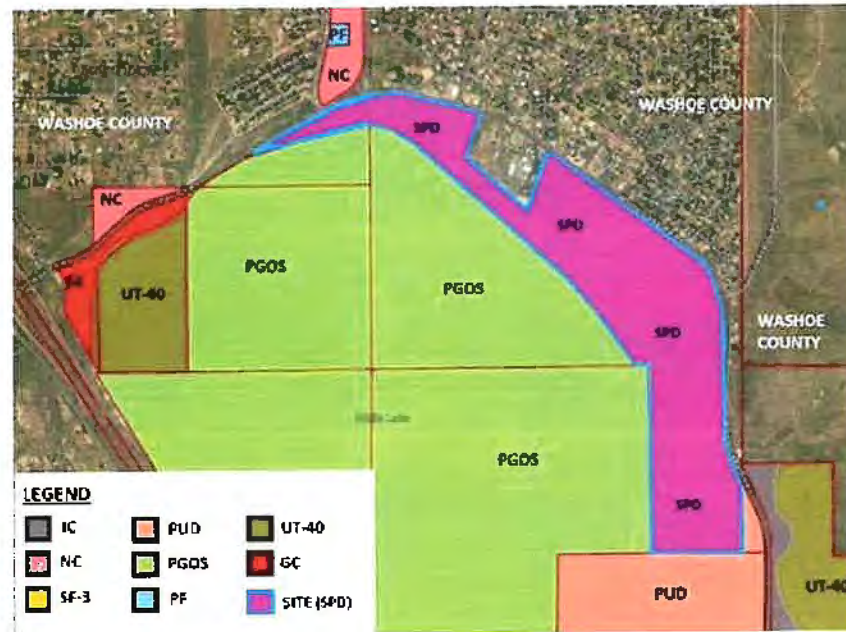 PF
NC
WASHOE COUNTY
WASHOE COUNTY
SPD
NC
SPD
UT-40
PGOS
PGOS
SPD
WASHOE
COUNTY
PGOS
SPD
PUD
UT-40
LEGEND
IC
PUD
UT-40
NC
PGOS
GC
SF-3
PF
SITE (SPD)